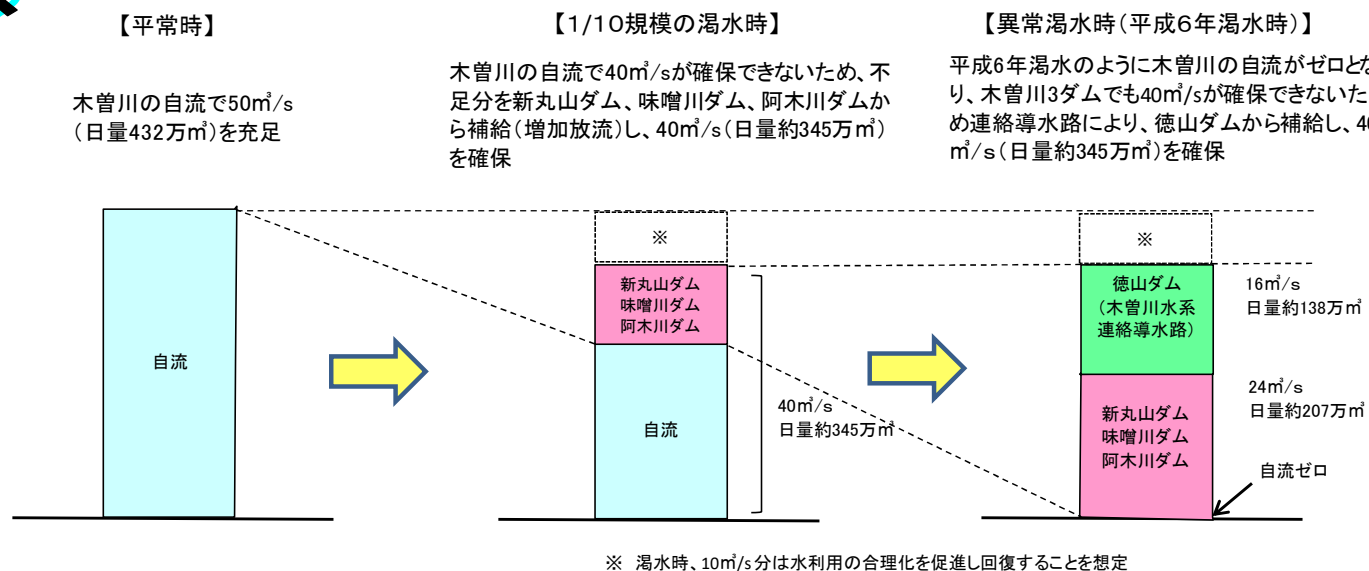 【平常時】
木曽川の自流で50㎥/s
(日量432万㎥)を充足
【1/10規模の渇水時】
木曽川の自流で40㎥/sが確保できないため、不
足分を新丸山ダム、味噌川ダム、阿木川ダムか
ら補給(増加放流)し、40㎥/s(日量約345万㎥)
を確保
【異常渇水時(平成6年渇水時)】
平成6年渇水のように木曽川の自流がゼロとな
り、木曽川3ダムでも40㎥/sが確保できないた
め連絡導水路により、徳山ダムから補給し、40
㎥/s(日量約345万㎥)を確保
自流
※
新丸山ダム
味噌川ダム
阿木川ダム
自流
40㎥/s
日量約345万㎥
※
徳山ダム
(木曽川水系
連絡導水路)
16㎥/s
日量約138万㎥
新丸山ダム
味噌川ダム
阿木川ダム
24㎥/s
日量約207万㎥
自流ゼロ
※ 渇水時、10㎥/s分は水利用の合理化を促進し回復することを想定